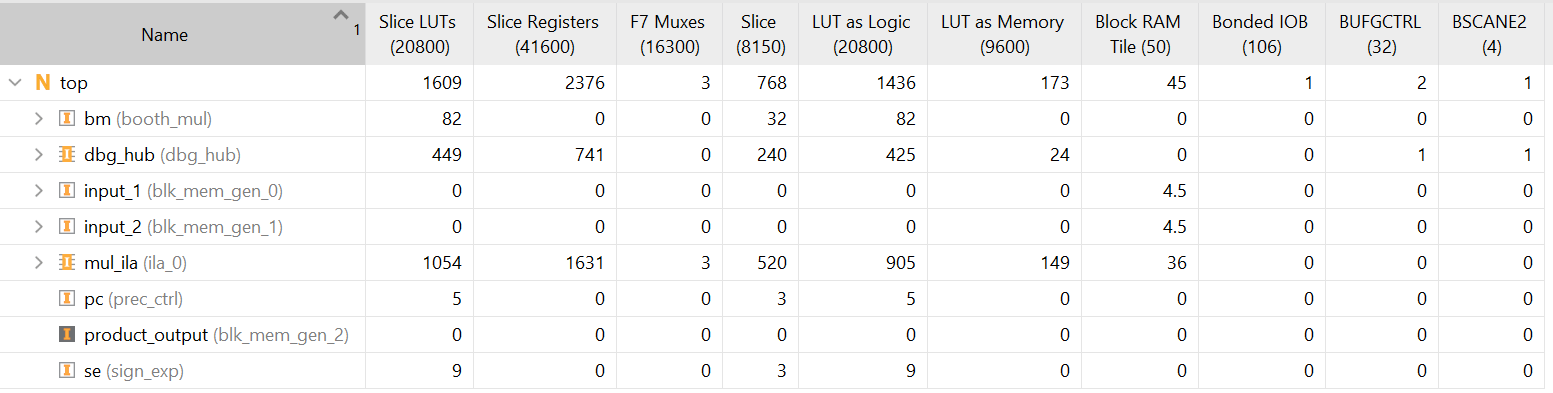 Name 1 Slice LUTs (20800) Slice Registers (41600) F7 Muxes (16300) Slice (8150) LUT as Logic (20800) LUT as Memory (9600) Block RAM Tile (50) Bonded IOB (106) BUFGCTRL (32) BSCANE2 (4)
N top 1609 2376 3 768 1436 173 45 1 2 1
bm (booth_mul) 82 0 0 32 82 0 0 0 0 0
dbg_hub (dbg_hub) 449 741 0 240 425 24 0 0 1 1
input_1 (blk_mem_gen_0) 0 0 0 0 0 0 4.5 0 0 0
input_2 (blk_mem_gen_1) 0 0 0 0 0 0 4.5 0 0 0
mul_ila (ila_0) 1054 1631 3 520 905 149 36 0 0 0
pc (prec_ctrl) 5 0 0 3 5 0 0 0 0 0
product_output (blk_mem_gen_2) 0 0 0 0 0 0 0 0 0 0
se (sign_exp) 9 0 0 3 9 0 0 0 0 0